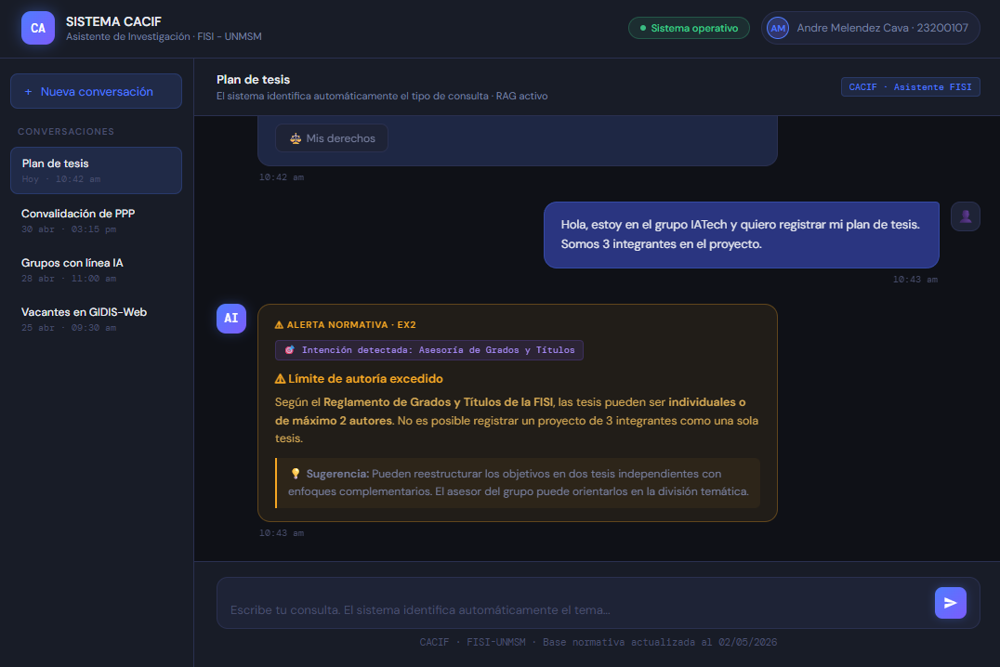 CA
SISTEMA CACIF
Asistente de Investigación · FISI - UNMSM
Sistema operativo
AM
Andre Melendez Cava · 23200107
+ Nueva conversación
CONVERSACIONES
Plan de tesis
Hoy · 10:42 am
Convalidación de PPP
30 abr · 03:15 pm
Grupos con línea IA
28 abr · 11:00 am
Vacantes en GIDIS-Web
25 abr · 09:30 am
Plan de tesis
El sistema identifica automáticamente el tipo de consulta · RAG activo
CACIF · Asistente FISI
Mis derechos
10:42 am
Hola, estoy en el grupo IATech y quiero registrar mi plan de tesis.
Somos 3 integrantes en el proyecto.
10:43 am
AI
⚠ ALERTA NORMATIVA · EX2
Intención detectada: Asesoría de Grados y Títulos
⚠ Límite de autoría excedido
Según el Reglamento de Grados y Títulos de la FISI, las tesis pueden ser individuales o
de máximo 2 autores. No es posible registrar un proyecto de 3 integrantes como una sola
tesis.
Sugerencia: Pueden reestructurar los objetivos en dos tesis independientes con
enfoques complementarios. El asesor del grupo puede orientarlos en la división temática.
10:43 am
Escribe tu consulta. El sistema identifica automáticamente el tema...
CACIF · FISI-UNMSM · Base normativa actualizada al 02/05/2026